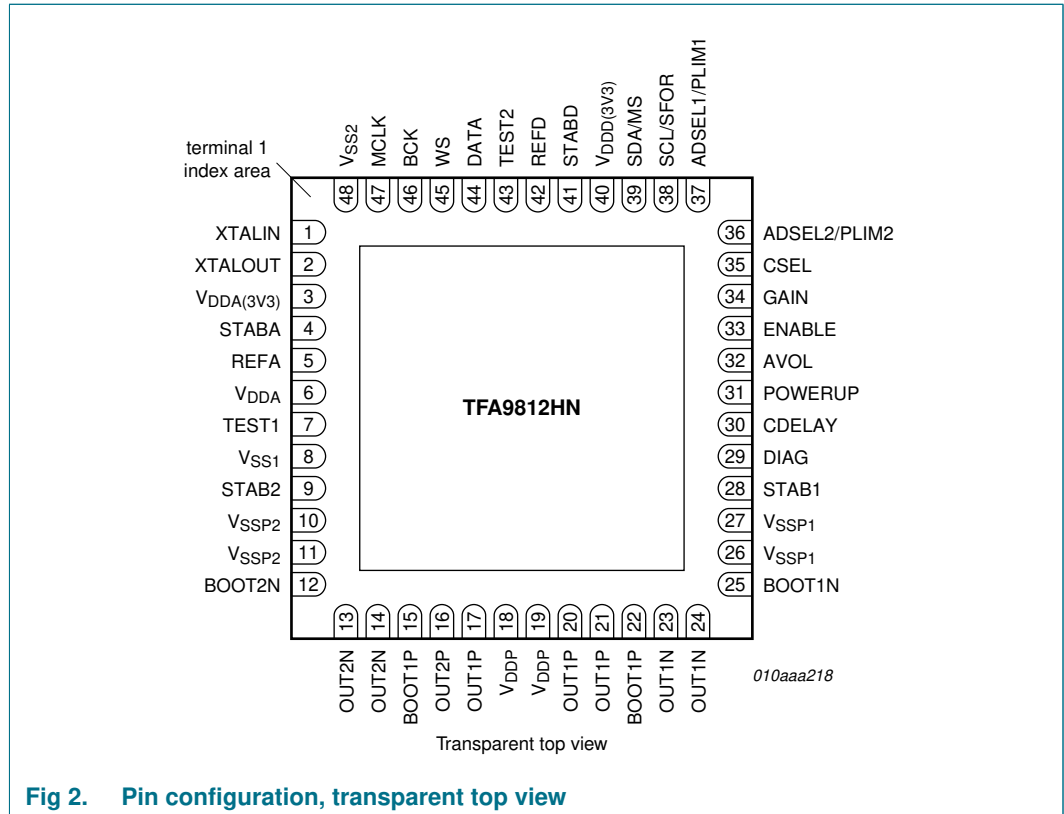 VSS2
MCLK
BCK
WS
DATA
TEST2
REFD
STABD
VDDD(3V3)
SDA/MS
SCL/SFOR
ADSEL1/PLIM1
terminal 1
index area
48 47 46 45 44 43 42 41 40 39 38 37
XTALIN 1
XTALOUT 2
VDDA(3V3) 3
STABA 4
REFA 5
VDDA 6
TEST1 7
VSS1 8
STAB2 9
VSSP2 10
VSSP2 11
BOOT2N 12
TFA9812HN
36 ADSEL2/PLIM2
35 CSEL
34 GAIN
33 ENABLE
32 AVOL
31 POWERUP
30 CDELAY
29 DIAG
28 STAB1
27 VSSP1
26 VSSP1
25 BOOT1N
13 14 15 16 17 18 19 20 21 22 23 24
OUT2N
OUT2N
BOOT1P
OUT2P
OUT1P
VDDP
VDDP
OUT1P
OUT1P
BOOT1P
OUT1N
OUT1N
010aaa218
Transparent top view
Fig 2. Pin configuration, transparent top view